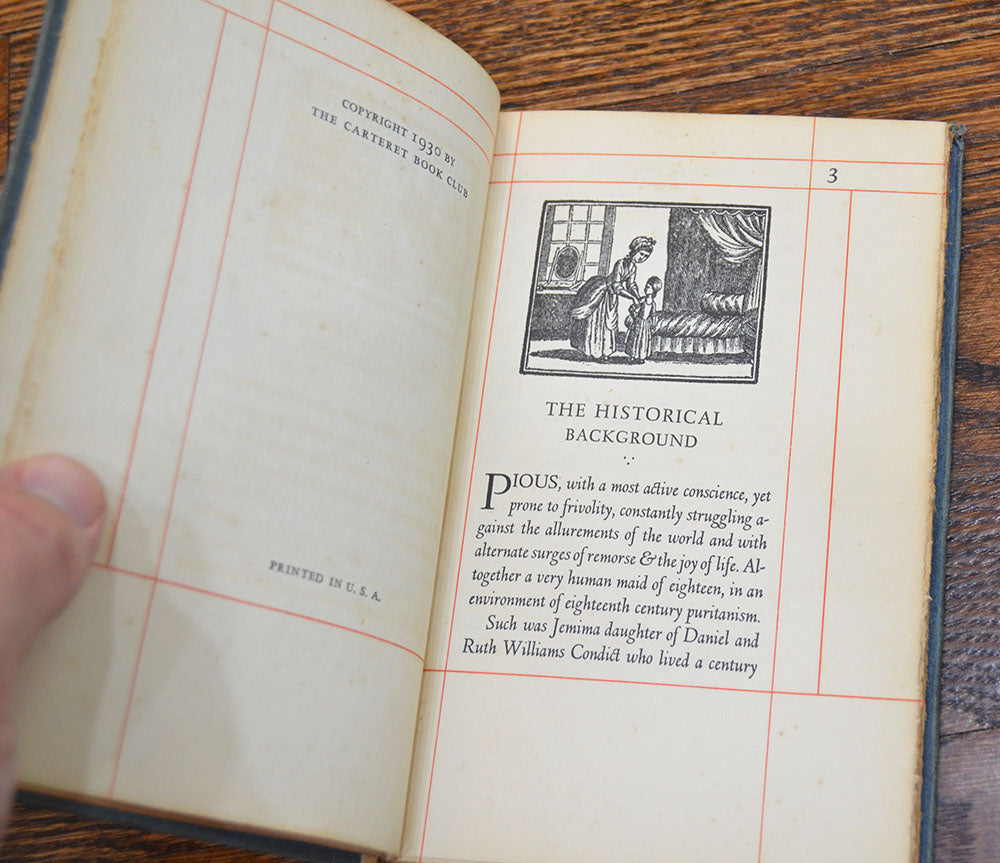 COPYRIGHT 1930 BY
THE CARTERET BOOK CLUB
PRINTED IN U. S. A.
3
THE HISTORICAL
BACKGROUND
PIOUS, with a most active conscience, yet
prone to frivolity, constantly struggling a-
gainst the allurements of the world and with
alternate surges of remorse & the joy of life. Al-
together a very human maid of eighteen, in an
environment of eighteenth century puritanism.
Such was Jemima daughter of Daniel and
Ruth Williams Condict who lived a century